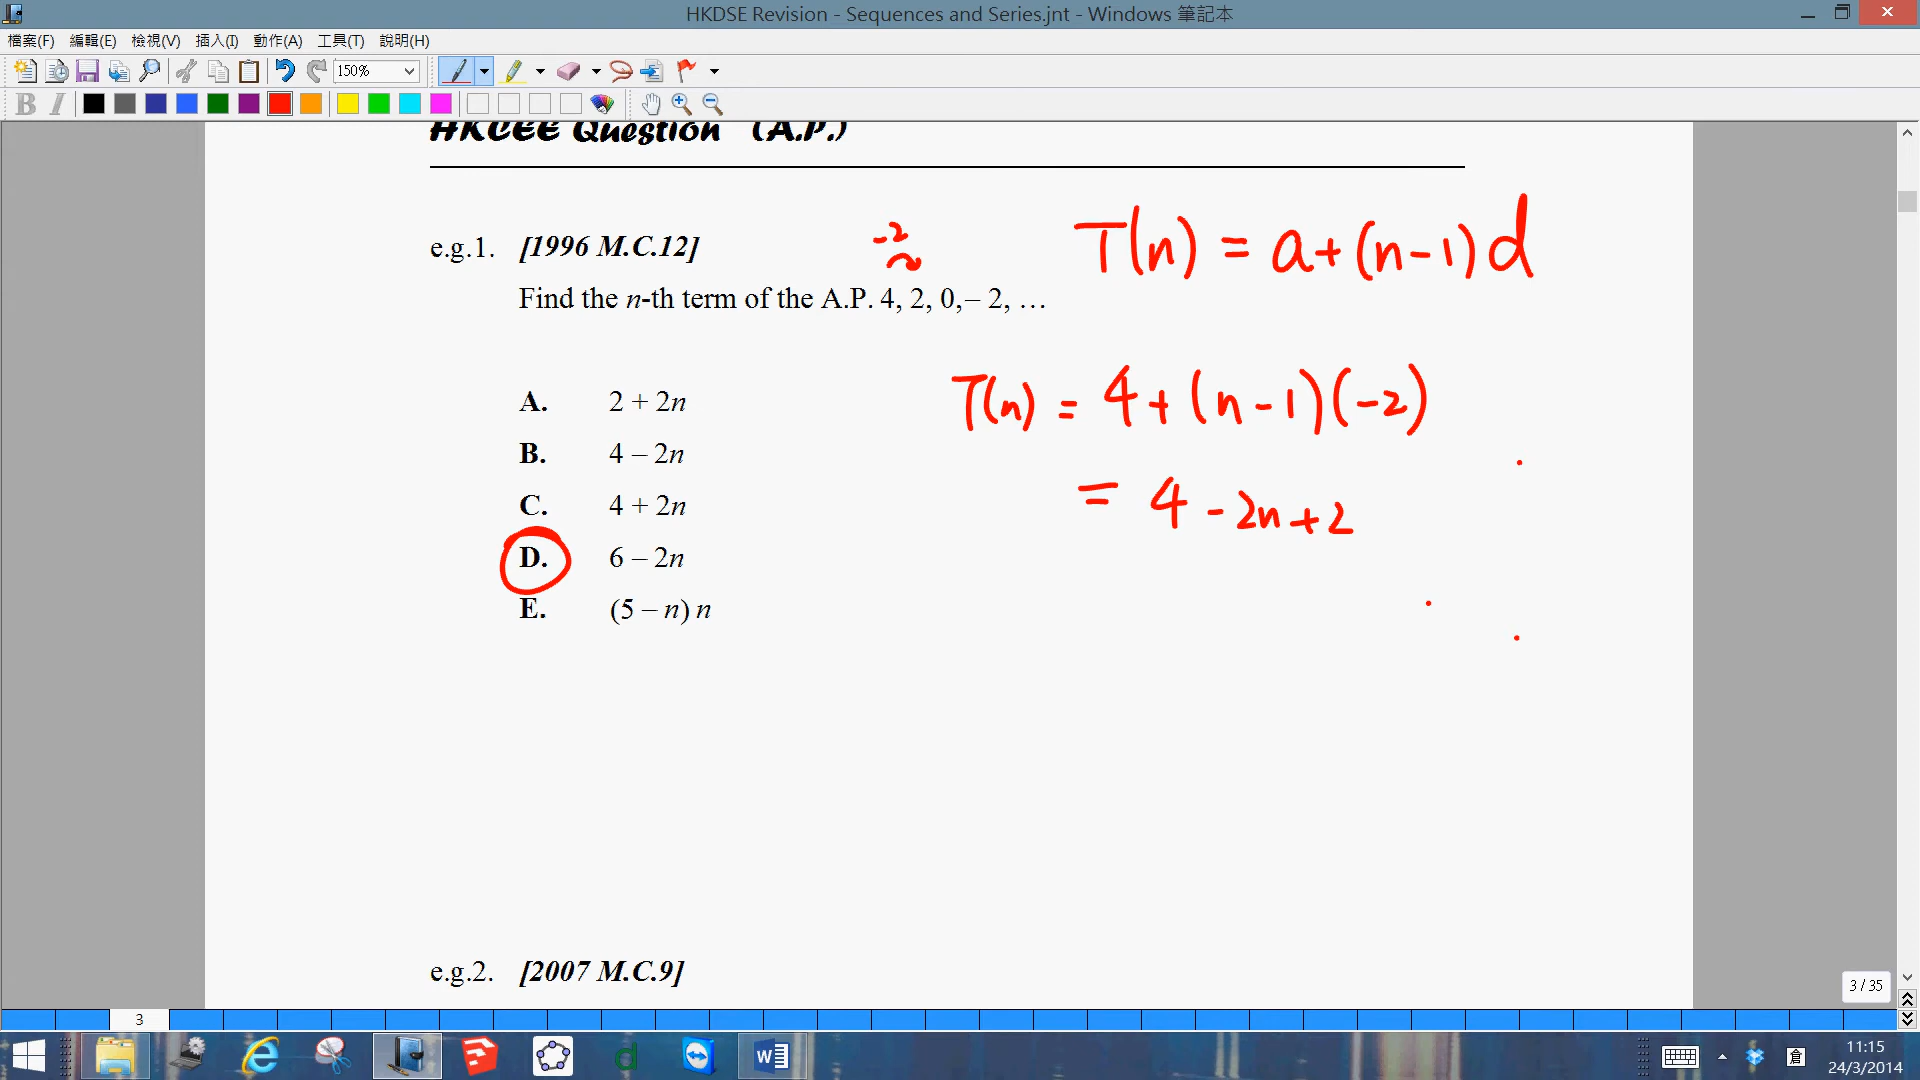 HKDSE Revision - Sequences and Series.jnt - Windows 筆記本
檔案(F) 編輯(E) 檢視(V) 插入(I) 動作(A) 工具(T) 說明(H)
150%
B I
HKCEE Question (A.P.)
e.g.1. [1996 M.C.12]
-2
T(n) = a+(n-1)d
Find the n-th term of the A.P. 4, 2, 0,– 2, …
A. 2 + 2n
T(n) = 4+(n-1)(-2)
B. 4 – 2n
C. 4 + 2n
= 4 - 2n + 2
D. 6 – 2n
E. (5 – n) n
e.g.2. [2007 M.C.9]
3 / 35
3
11:15
倉
24/3/2014